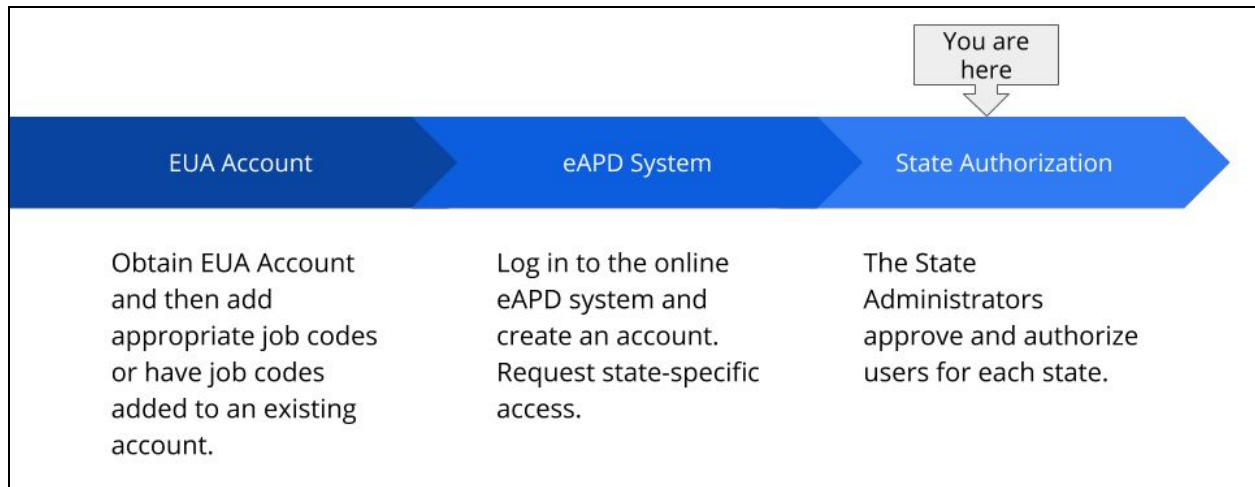 You are
here
EUA Account
eAPD System
State Authorization
Obtain EUA Account
and then add
appropriate job codes
or have job codes
added to an existing
account.
Log in to the online
eAPD system and
create an account.
Request state-specific
access.
The State
Administrators
approve and authorize
users for each state.